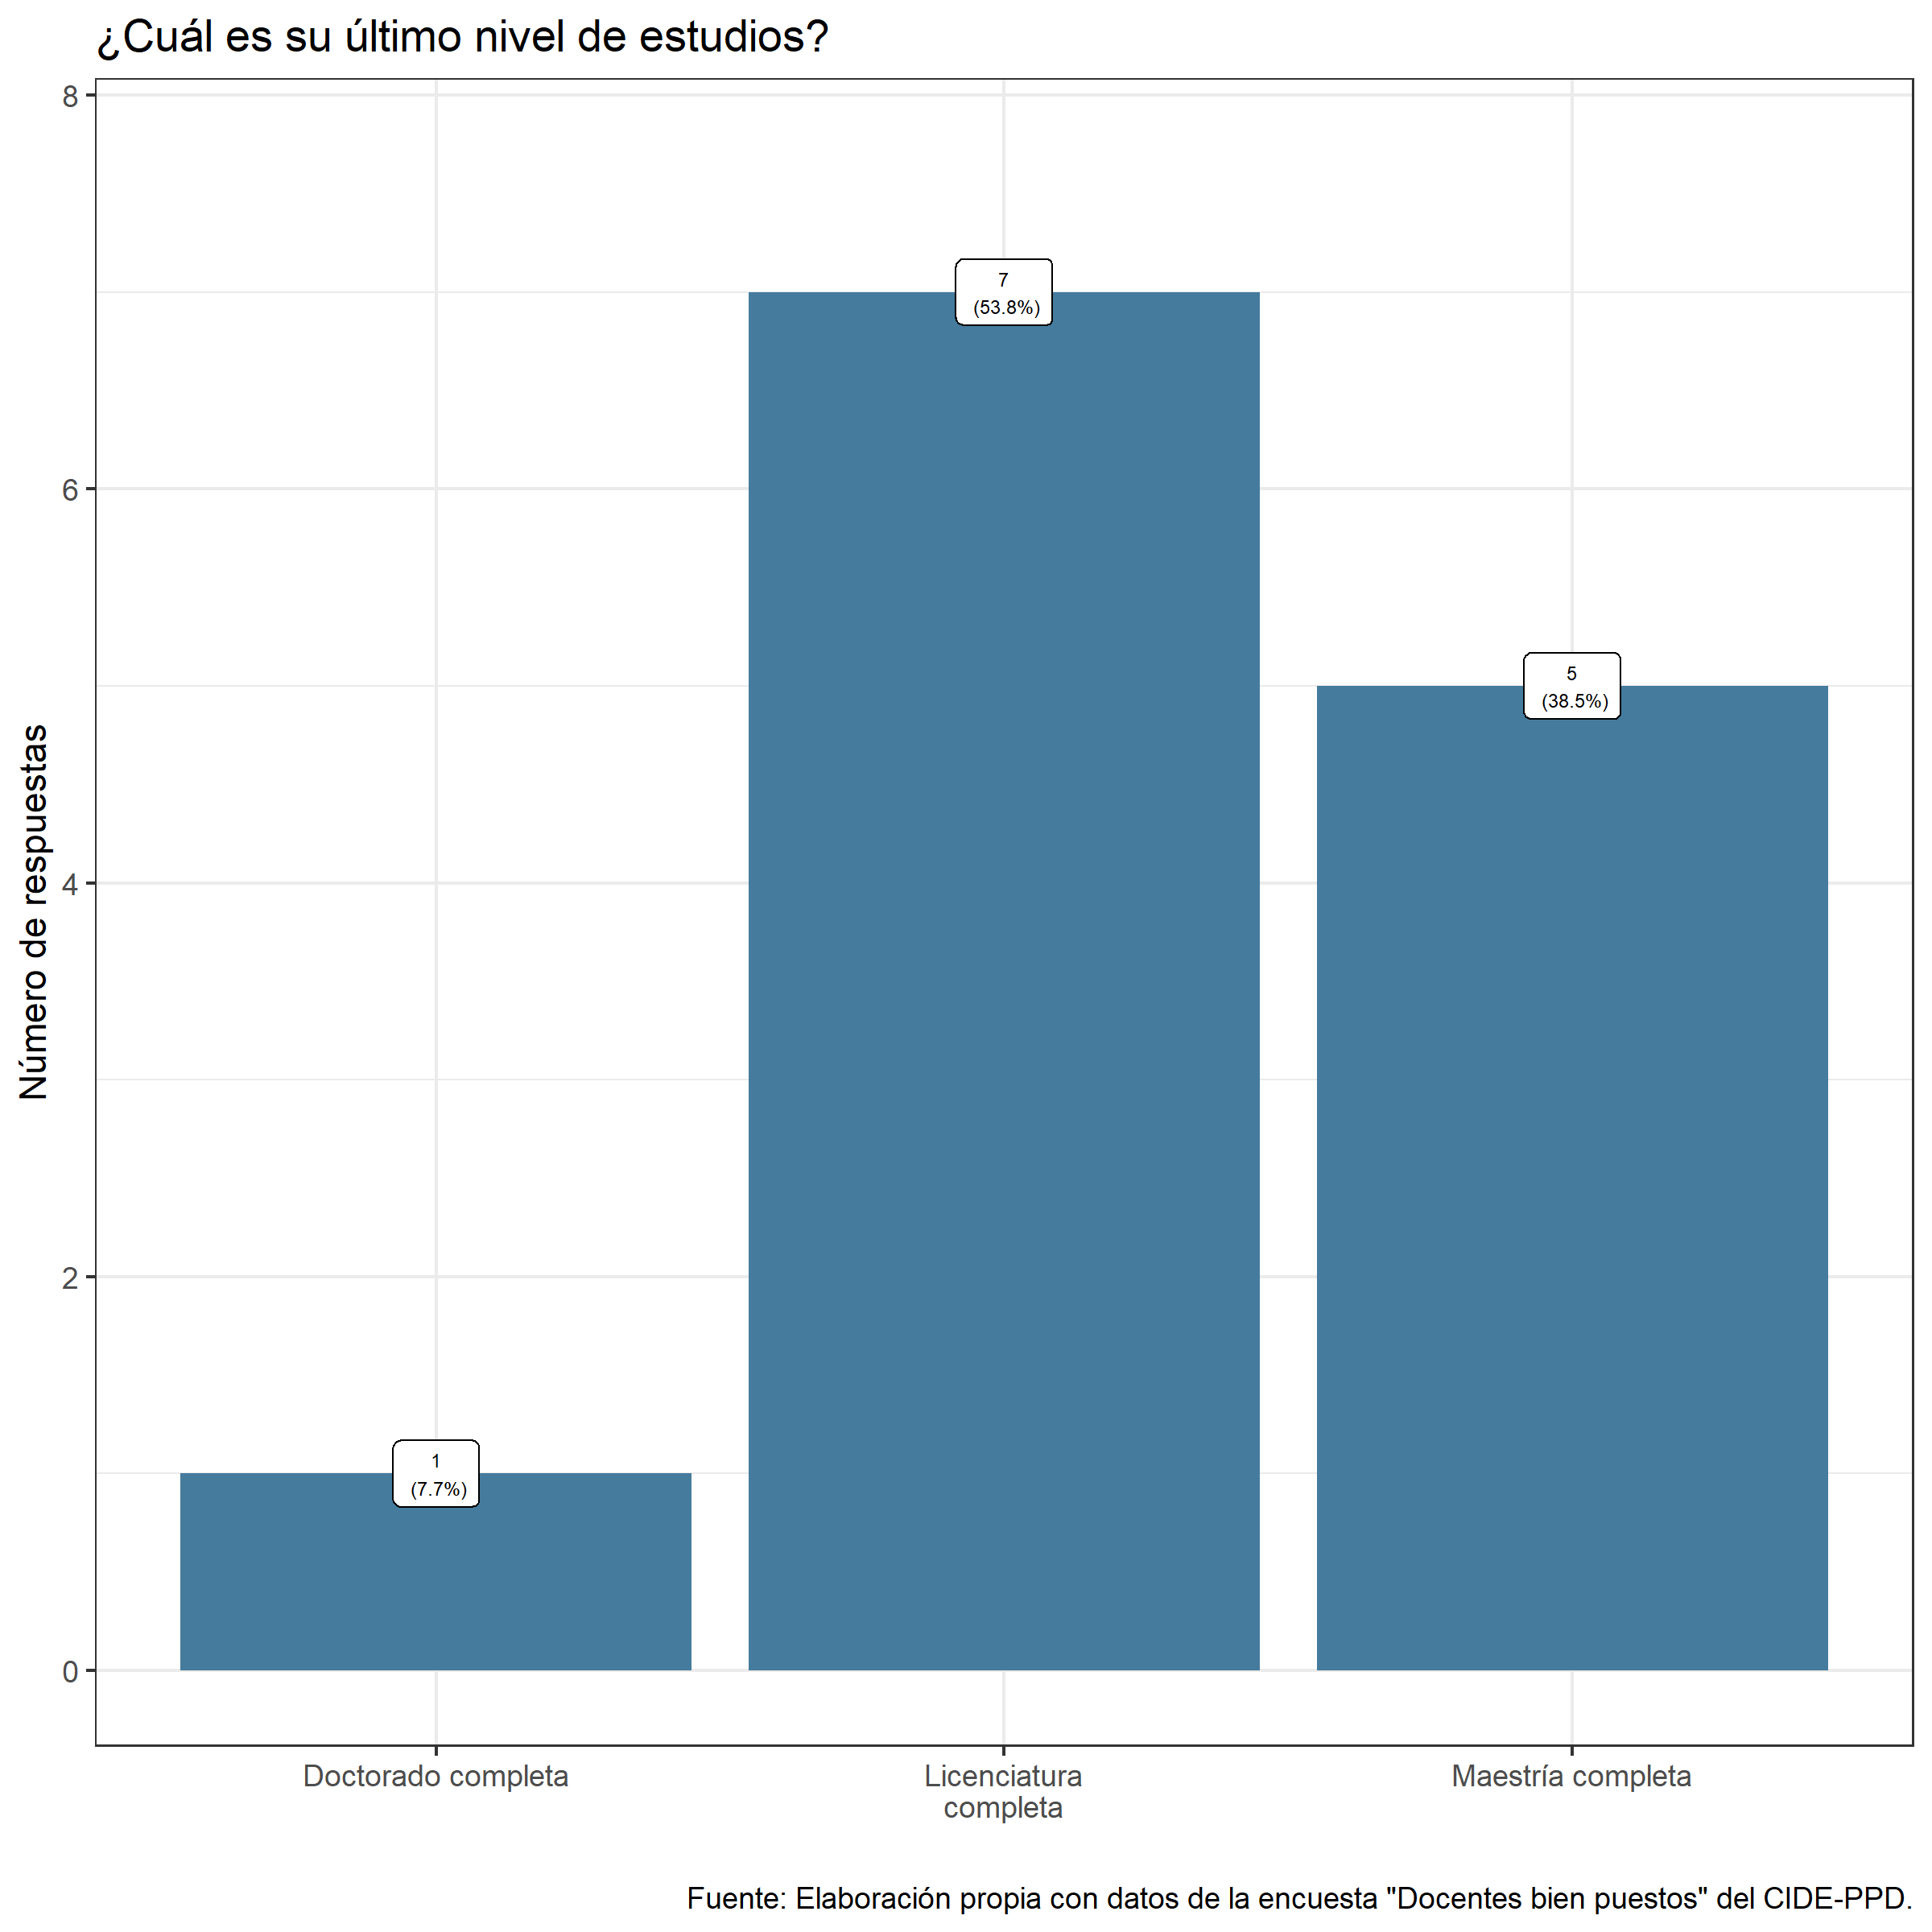 ¿Cuál es su último nivel de estudios?
Número de respuestas
8
6
4
2
0
7
(53.8%)
5
(38.5%)
1
(7.7%)
Doctorado completa
Licenciatura
completa
Maestría completa
Fuente: Elaboración propia con datos de la encuesta "Docentes bien puestos" del CIDE-PPD.